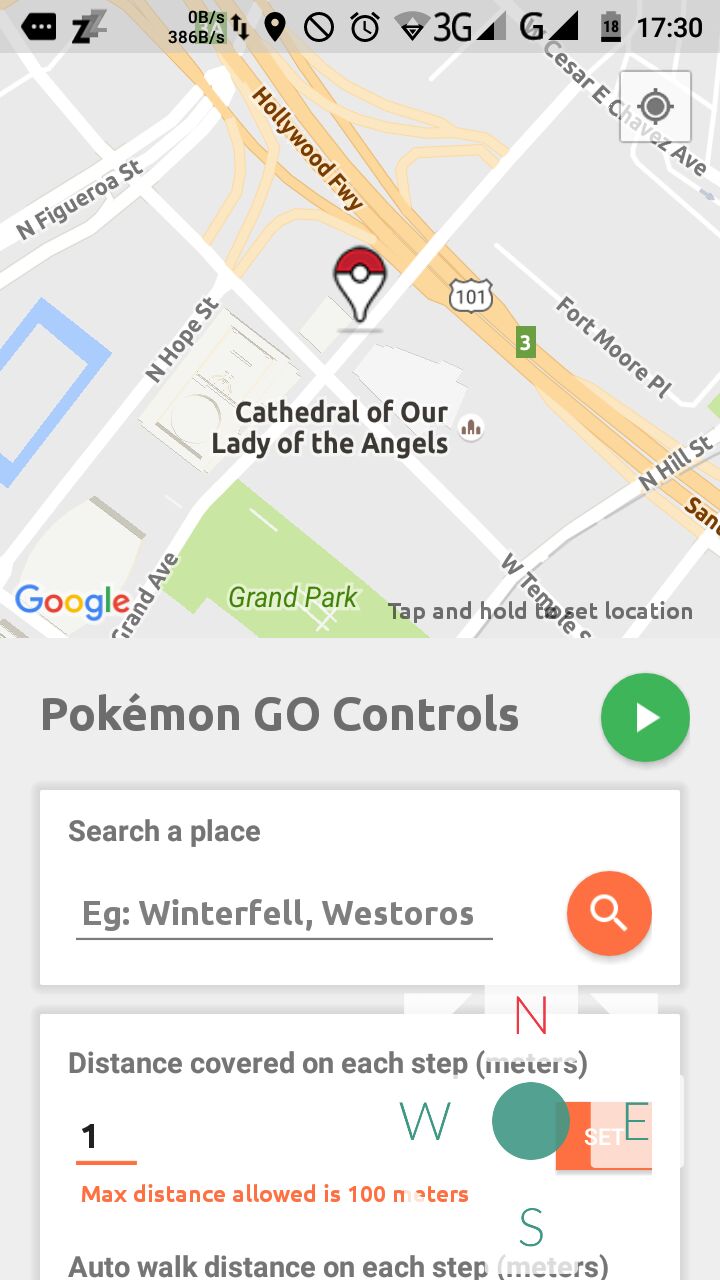 0B/s
386B/s
3G
G
18
17:30
Cesar E Chavez Ave
Hollywood Fwy
N Figueroa St
101
3
N Hope St
Fort Moore Pl
Cathedral of Our
Lady of the Angels
N Hill St
Grand Ave
Grand Park
Google
Tap and hold to set location
Pokémon GO Controls
Search a place
Eg: Winterfell, Westoros
N
Distance covered on each step (meters)
1
W
SET
E
Max distance allowed is 100 meters
S
Auto walk distance on each step (meters)